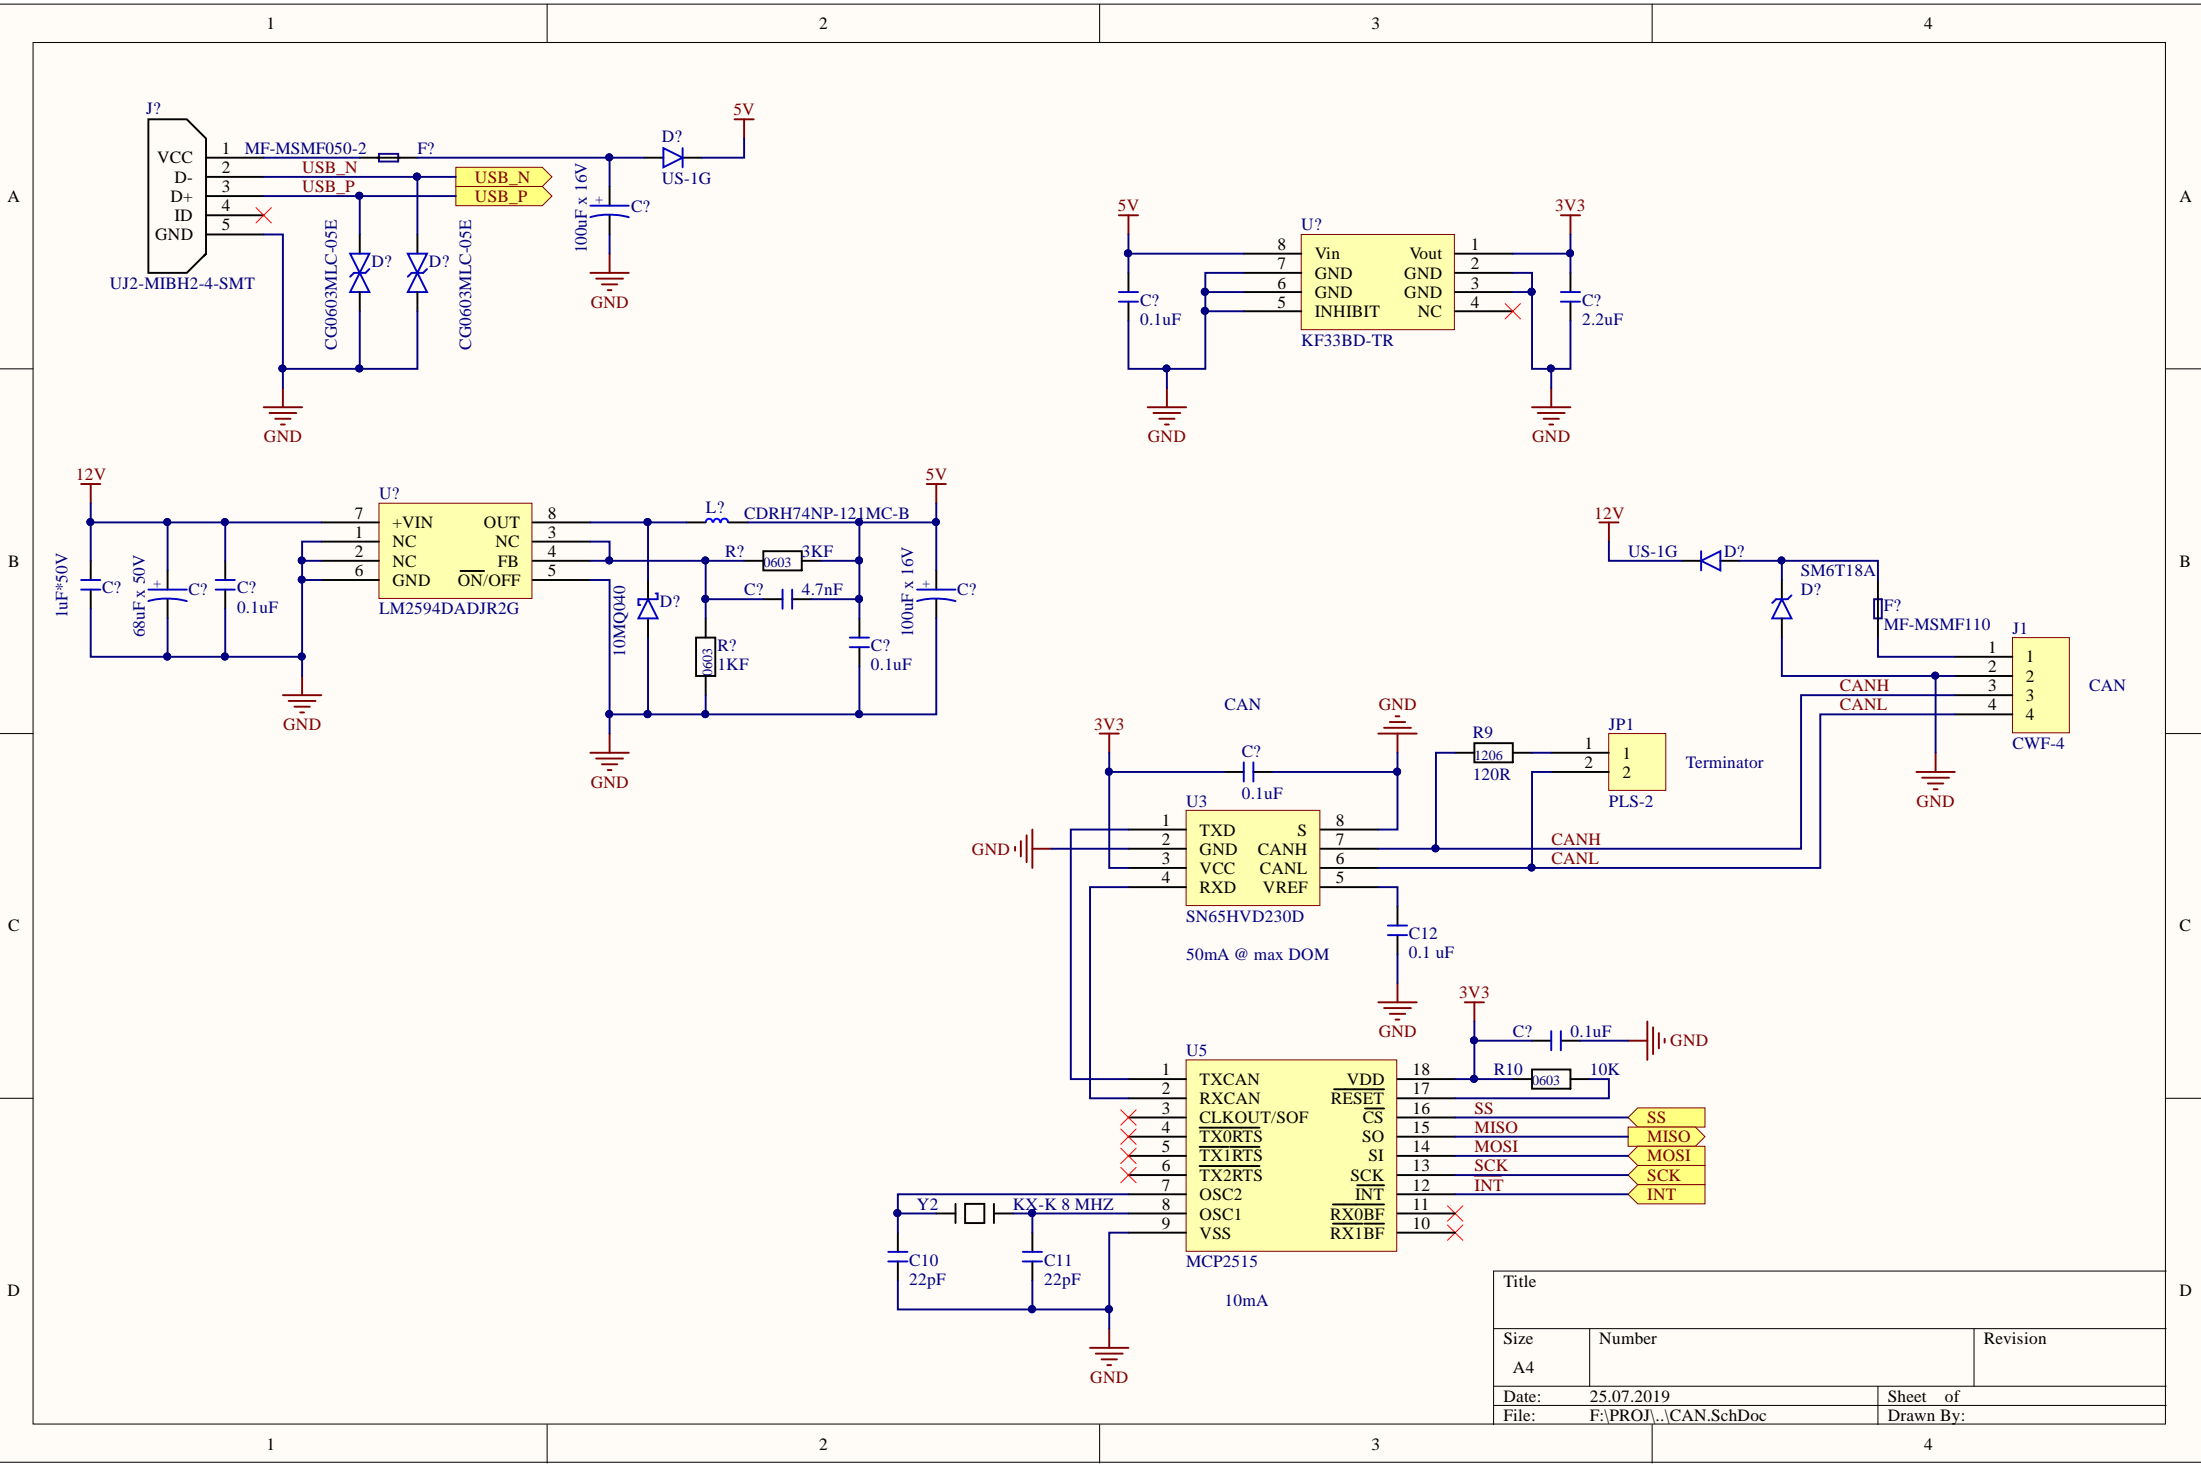 1 2 3 4
A
A
J?
VCC 1
D- 2
D+ 3
ID 4
GND 5
UJ2-MIBH2-4-SMT
MF-MSMF050-2 F?
USB_N USB_N
USB_P USB_P
CG0603MLC-05E
D?
D?
CG0603MLC-05E
GND
D?
US-1G
5V
100uF x 16V
+
C?
GND
5V
C?
0.1uF
GND
U?
8 Vin Vout 1
7 GND GND 2
6 GND GND 3
5 INHIBIT NC 4
KF33BD-TR
3V3
C?
2.2uF
GND
B
B
12V
1uF*50V
C?
68uF x 50V
+
C?
C?
0.1uF
GND
U?
7 +VIN OUT 8
1 NC NC 3
2 NC FB 4
6 GND ON/OFF 5
LM2594DADJR2G
10MQ040
D?
L?
CDRH74NP-121MC-B
R? 0603 3KF
C? 4.7nF
0603
R?
1KF
C?
0.1uF
100uF x 16V
+
C?
5V
GND
12V
US-1G D?
SM6T18A
D?
F?
MF-MSMF110
J1
1 1
2 2
3 3
4 4
CWF-4
CAN
CANH
CANL
GND
C
C
CAN
3V3
C?
0.1uF
GND
U3
1 TXD S 8
2 GND CANH 7
3 VCC CANL 6
4 RXD VREF 5
SN65HVD230D
50mA @ max DOM
GND
R9
1206
120R
JP1
1 1
2 2
PLS-2
Terminator
CANH
CANL
C12
0.1 uF
GND
3V3
C? 0.1uF
GND
R10 0603 10K
U5
1 TXCAN VDD 18
2 RXCAN RESET 17
3 CLKOUT/SOF CS 16 SS SS
4 TX0RTS SO 15 MISO MISO
5 TX1RTS SI 14 MOSI MOSI
6 TX2RTS SCK 13 SCK SCK
7 OSC2 INT 12 INT INT
8 OSC1 RX0BF 11
9 VSS RX1BF 10
MCP2515
10mA
Y2 KX-K 8 MHZ
C10
22pF
C11
22pF
GND
D
D
Title
Size
A4
Number
Revision
Date: 25.07.2019
Sheet of
File: F:\PROJ\..\CAN.SchDoc
Drawn By:
1 2 3 4